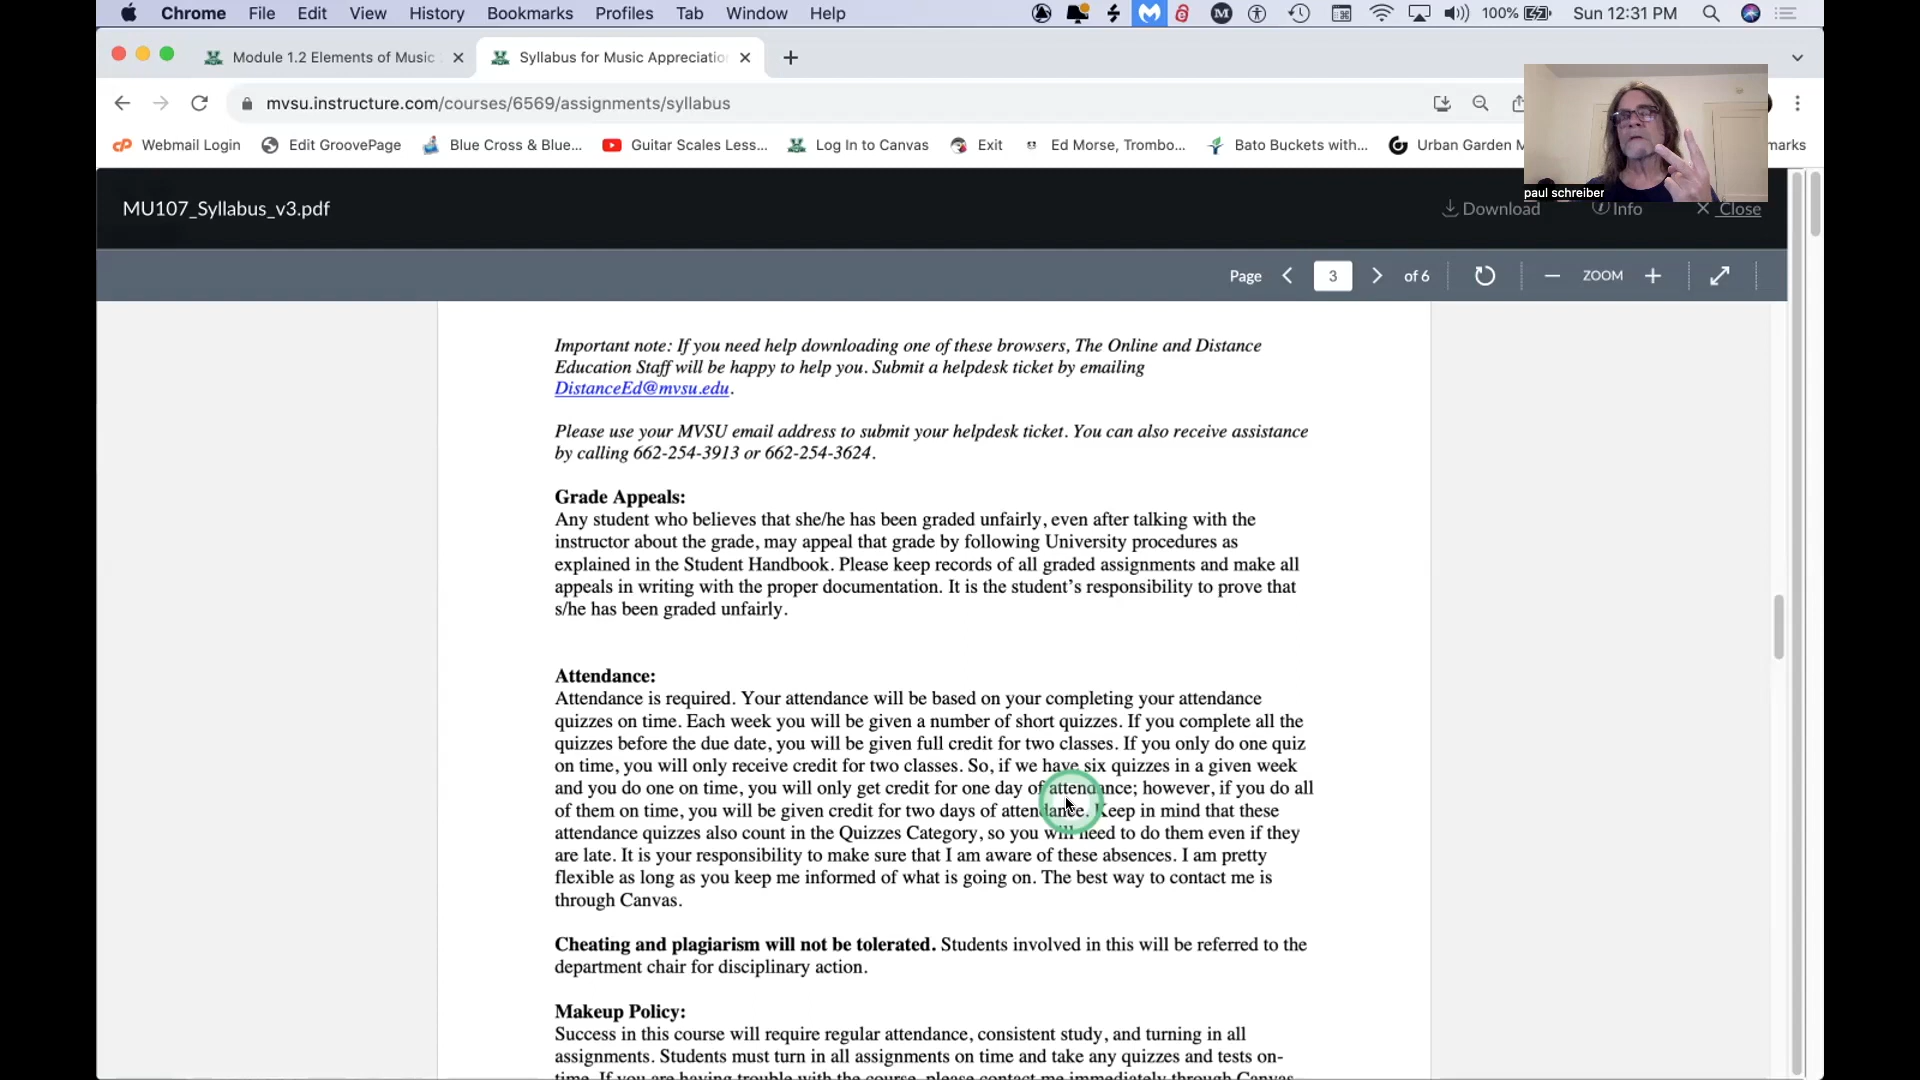 Chrome File Edit View History Bookmarks Profiles Tab Window Help 100% Sun 12:31 PM
Module 1.2 Elements of Music
Syllabus for Music Appreciatio
mvsu.instructure.com/courses/6569/assignments/syllabus
Webmail Login Edit GroovePage Blue Cross & Blue... Guitar Scales Less... Log In to Canvas Exit Ed Morse, Trombo... Bato Buckets with... Urban Garden M marks
paul schreiber
MU107_Syllabus_v3.pdf Download Info Close
Page 3 of 6 ZOOM
Important note: If you need help downloading one of these browsers, The Online and Distance
Education Staff will be happy to help you. Submit a helpdesk ticket by emailing
DistanceEd@mvsu.edu.
Please use your MVSU email address to submit your helpdesk ticket. You can also receive assistance
by calling 662-254-3913 or 662-254-3624.
Grade Appeals:
Any student who believes that she/he has been graded unfairly, even after talking with the
instructor about the grade, may appeal that grade by following University procedures as
explained in the Student Handbook. Please keep records of all graded assignments and make all
appeals in writing with the proper documentation. It is the student’s responsibility to prove that
s/he has been graded unfairly.
Attendance:
Attendance is required. Your attendance will be based on your completing your attendance
quizzes on time. Each week you will be given a number of short quizzes. If you complete all the
quizzes before the due date, you will be given full credit for two classes. If you only do one quiz
on time, you will only receive credit for two classes. So, if we have six quizzes in a given week
and you do one on time, you will only get credit for one day of attendance; however, if you do all
of them on time, you will be given credit for two days of attendance. Keep in mind that these
attendance quizzes also count in the Quizzes Category, so you will need to do them even if they
are late. It is your responsibility to make sure that I am aware of these absences. I am pretty
flexible as long as you keep me informed of what is going on. The best way to contact me is
through Canvas.
Cheating and plagiarism will not be tolerated. Students involved in this will be referred to the
department chair for disciplinary action.
Makeup Policy:
Success in this course will require regular attendance, consistent study, and turning in all
assignments. Students must turn in all assignments on time and take any quizzes and tests on-
time. If you are having trouble with the course, please contact me immediately through Canvas